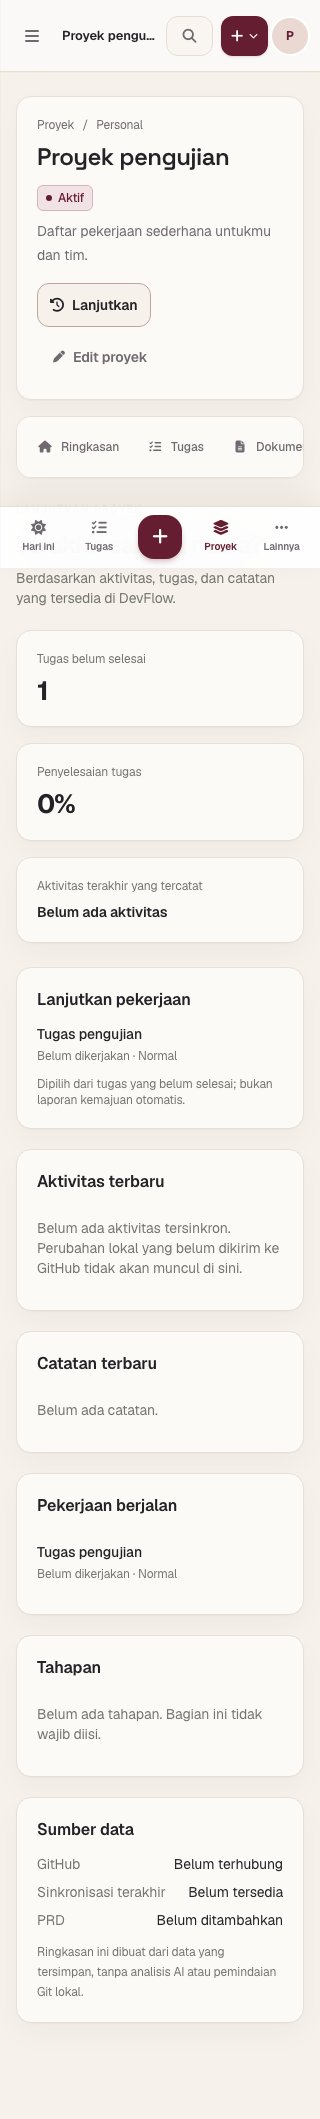 Proyek pengu...
P
Proyek / Personal
Proyek pengujian
Aktif
Daftar pekerjaan sederhana untukmu
dan tim.
Lanjutkan
Edit proyek
Ringkasan
Tugas
Dokume
Hari ini
Tugas
Proyek
Lainnya
Berdasarkan aktivitas, tugas, dan catatan
yang tersedia di DevFlow.
Tugas belum selesai
1
Penyelesaian tugas
0%
Aktivitas terakhir yang tercatat
Belum ada aktivitas
Lanjutkan pekerjaan
Tugas pengujian
Belum dikerjakan · Normal
Dipilih dari tugas yang belum selesai; bukan
laporan kemajuan otomatis.
Aktivitas terbaru
Belum ada aktivitas tersinkron.
Perubahan lokal yang belum dikirim ke
GitHub tidak akan muncul di sini.
Catatan terbaru
Belum ada catatan.
Pekerjaan berjalan
Tugas pengujian
Belum dikerjakan · Normal
Tahapan
Belum ada tahapan. Bagian ini tidak
wajib diisi.
Sumber data
GitHub Belum terhubung
Sinkronisasi terakhir Belum tersedia
PRD Belum ditambahkan
Ringkasan ini dibuat dari data yang
tersimpan, tanpa analisis AI atau pemindaian
Git lokal.